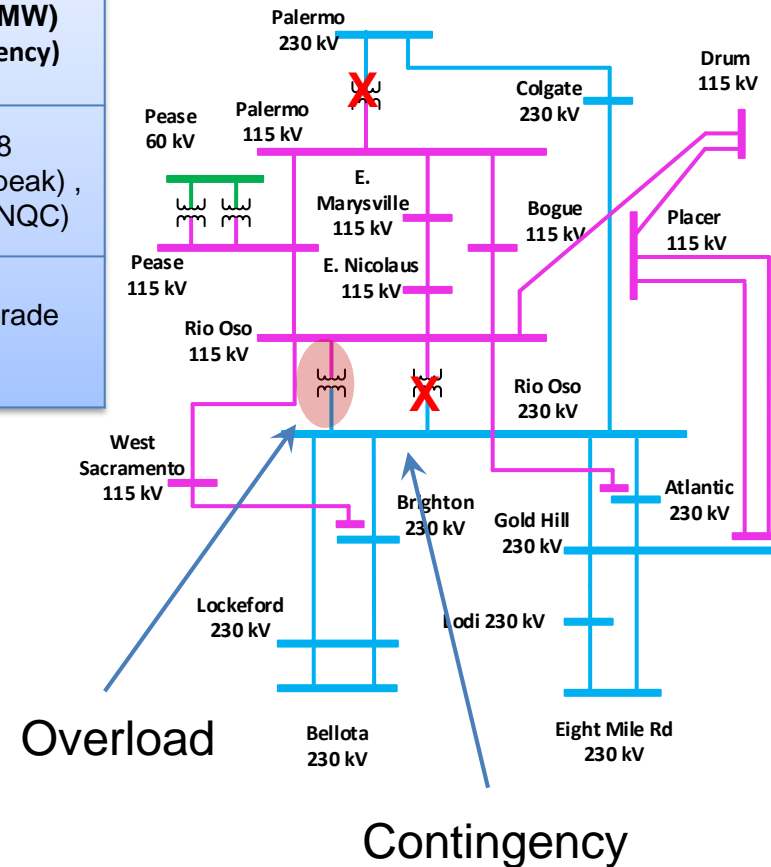 MW)
ency)
8
peak) ,
NQC)
rade
Palermo
230 kV
Drum
115 kV
Colgate
230 kV
Pease
60 kV
Palermo
115 kV
E.
Marysville
115 kV
Bogue
115 kV
Placer
115 kV
Pease
115 kV
E. Nicolaus
115 kV
Rio Oso
115 kV
Rio Oso
230 kV
West
Sacramento
115 kV
Brighton
230 kV
Atlantic
230 kV
Gold Hill
230 kV
Lockeford
230 kV
Lodi 230 kV
Overload
Bellota
230 kV
Eight Mile Rd
230 kV
Contingency